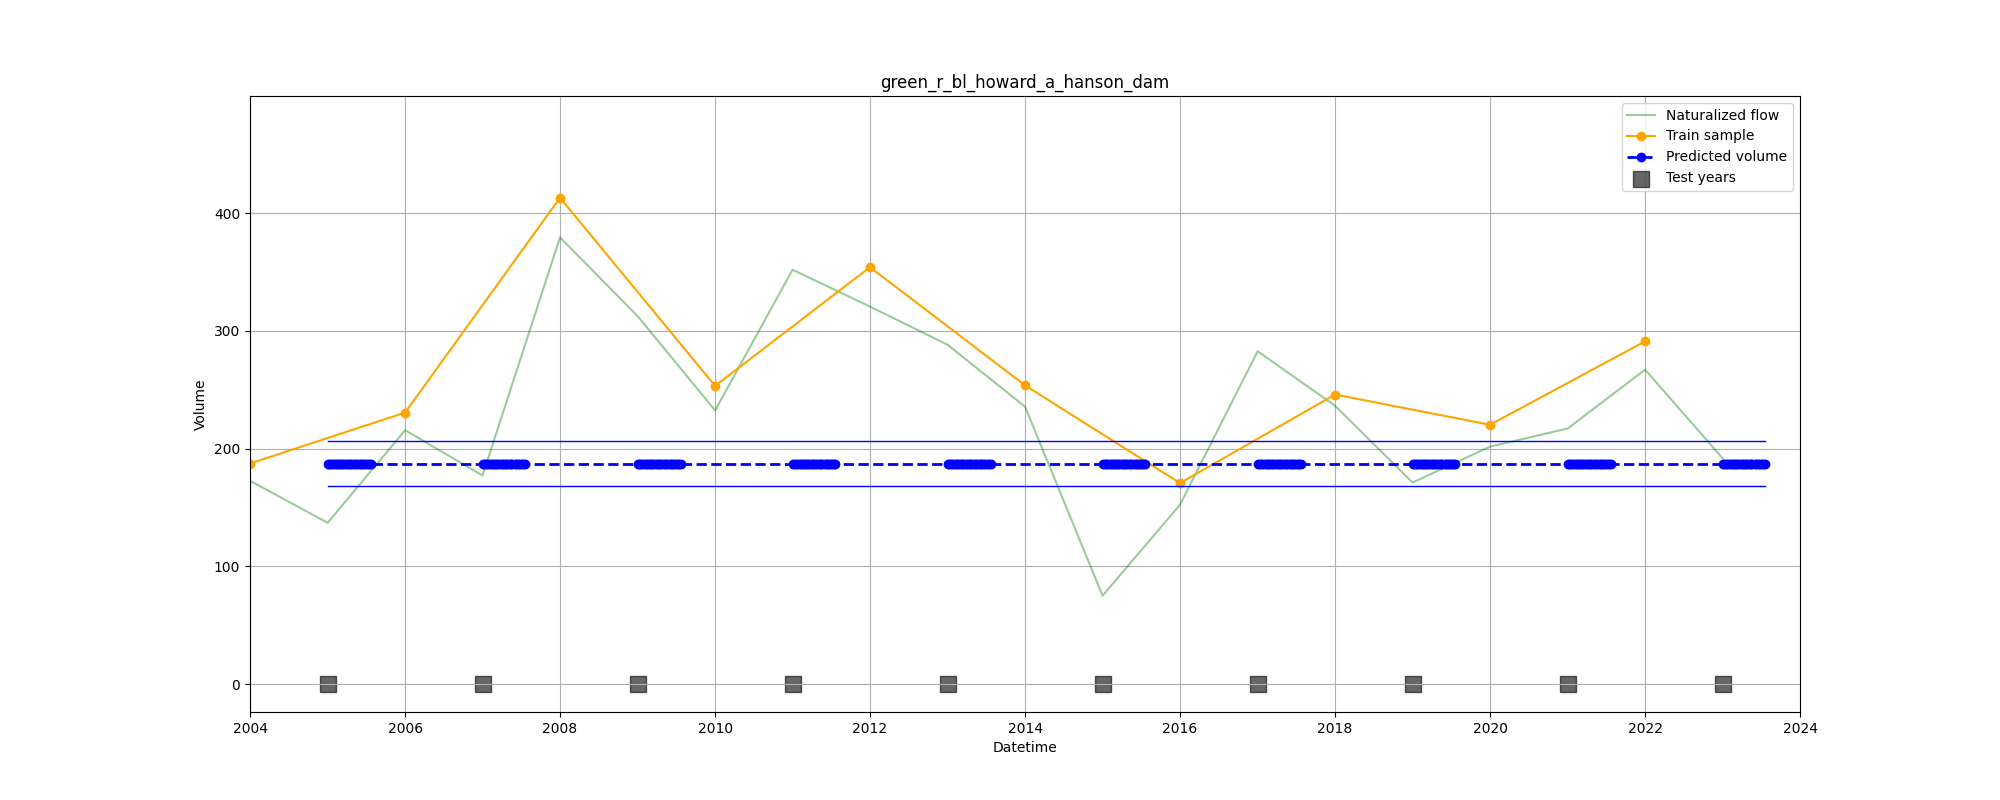 green_r_bl_howard_a_hanson_dam
Naturalized flow
Train sample
Predicted volume
Test years
Volume
400
300
200
100
0
2004 2006 2008 2010 2012 2014 2016 2018 2020 2022 2024
Datetime